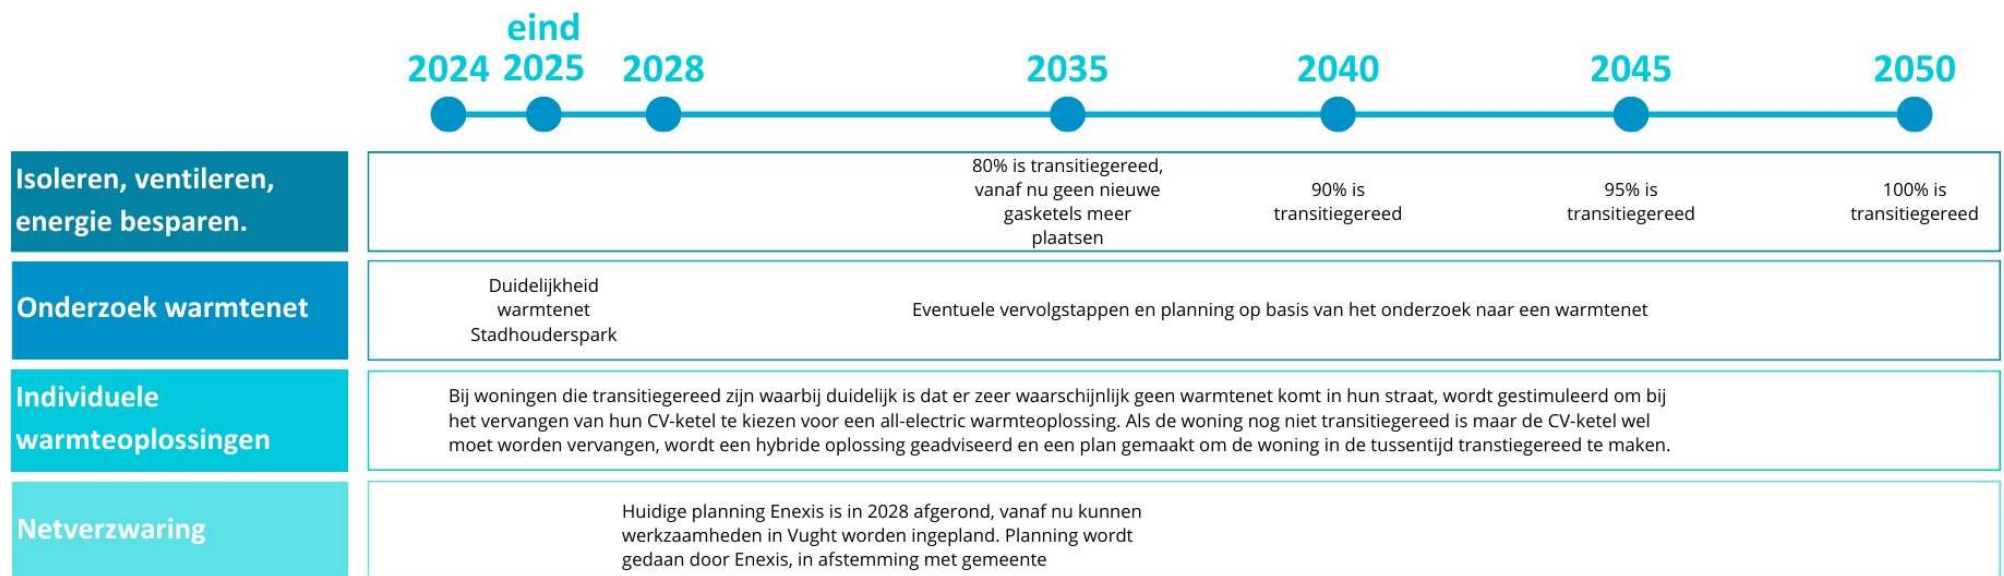 eind
2024 2025 2028 2035 2040 2045 2050
Isoleren, ventileren,
energie besparen.
80% is transitiegereed,
vanaf nu geen nieuwe
gasketels meer
plaatsen
90% is
transitiegereed
95% is
transitiegereed
100% is
transitiegereed
Onderzoek warmtenet
Duidelijkheid
warmtenet
Stadhouderspark
Eventuele vervolgstappen en planning op basis van het onderzoek naar een warmtenet
Individuele
warmteoplossingen
Bij woningen die transitiegereed zijn waarbij duidelijk is dat er zeer waarschijnlijk geen warmtenet komt in hun straat, wordt gestimuleerd om bij
het vervangen van hun CV-ketel te kiezen voor een all-electric warmteoplossing. Als de woning nog niet transitiegereed is maar de CV-ketel wel
moet worden vervangen, wordt een hybride oplossing geadviseerd en een plan gemaakt om de woning in de tussentijd transtiegereed te maken.
Netverzwaring
Huidige planning Enexis is in 2028 afgerond, vanaf nu kunnen
werkzaamheden in Vught worden ingepland. Planning wordt
gedaan door Enexis, in afstemming met gemeente